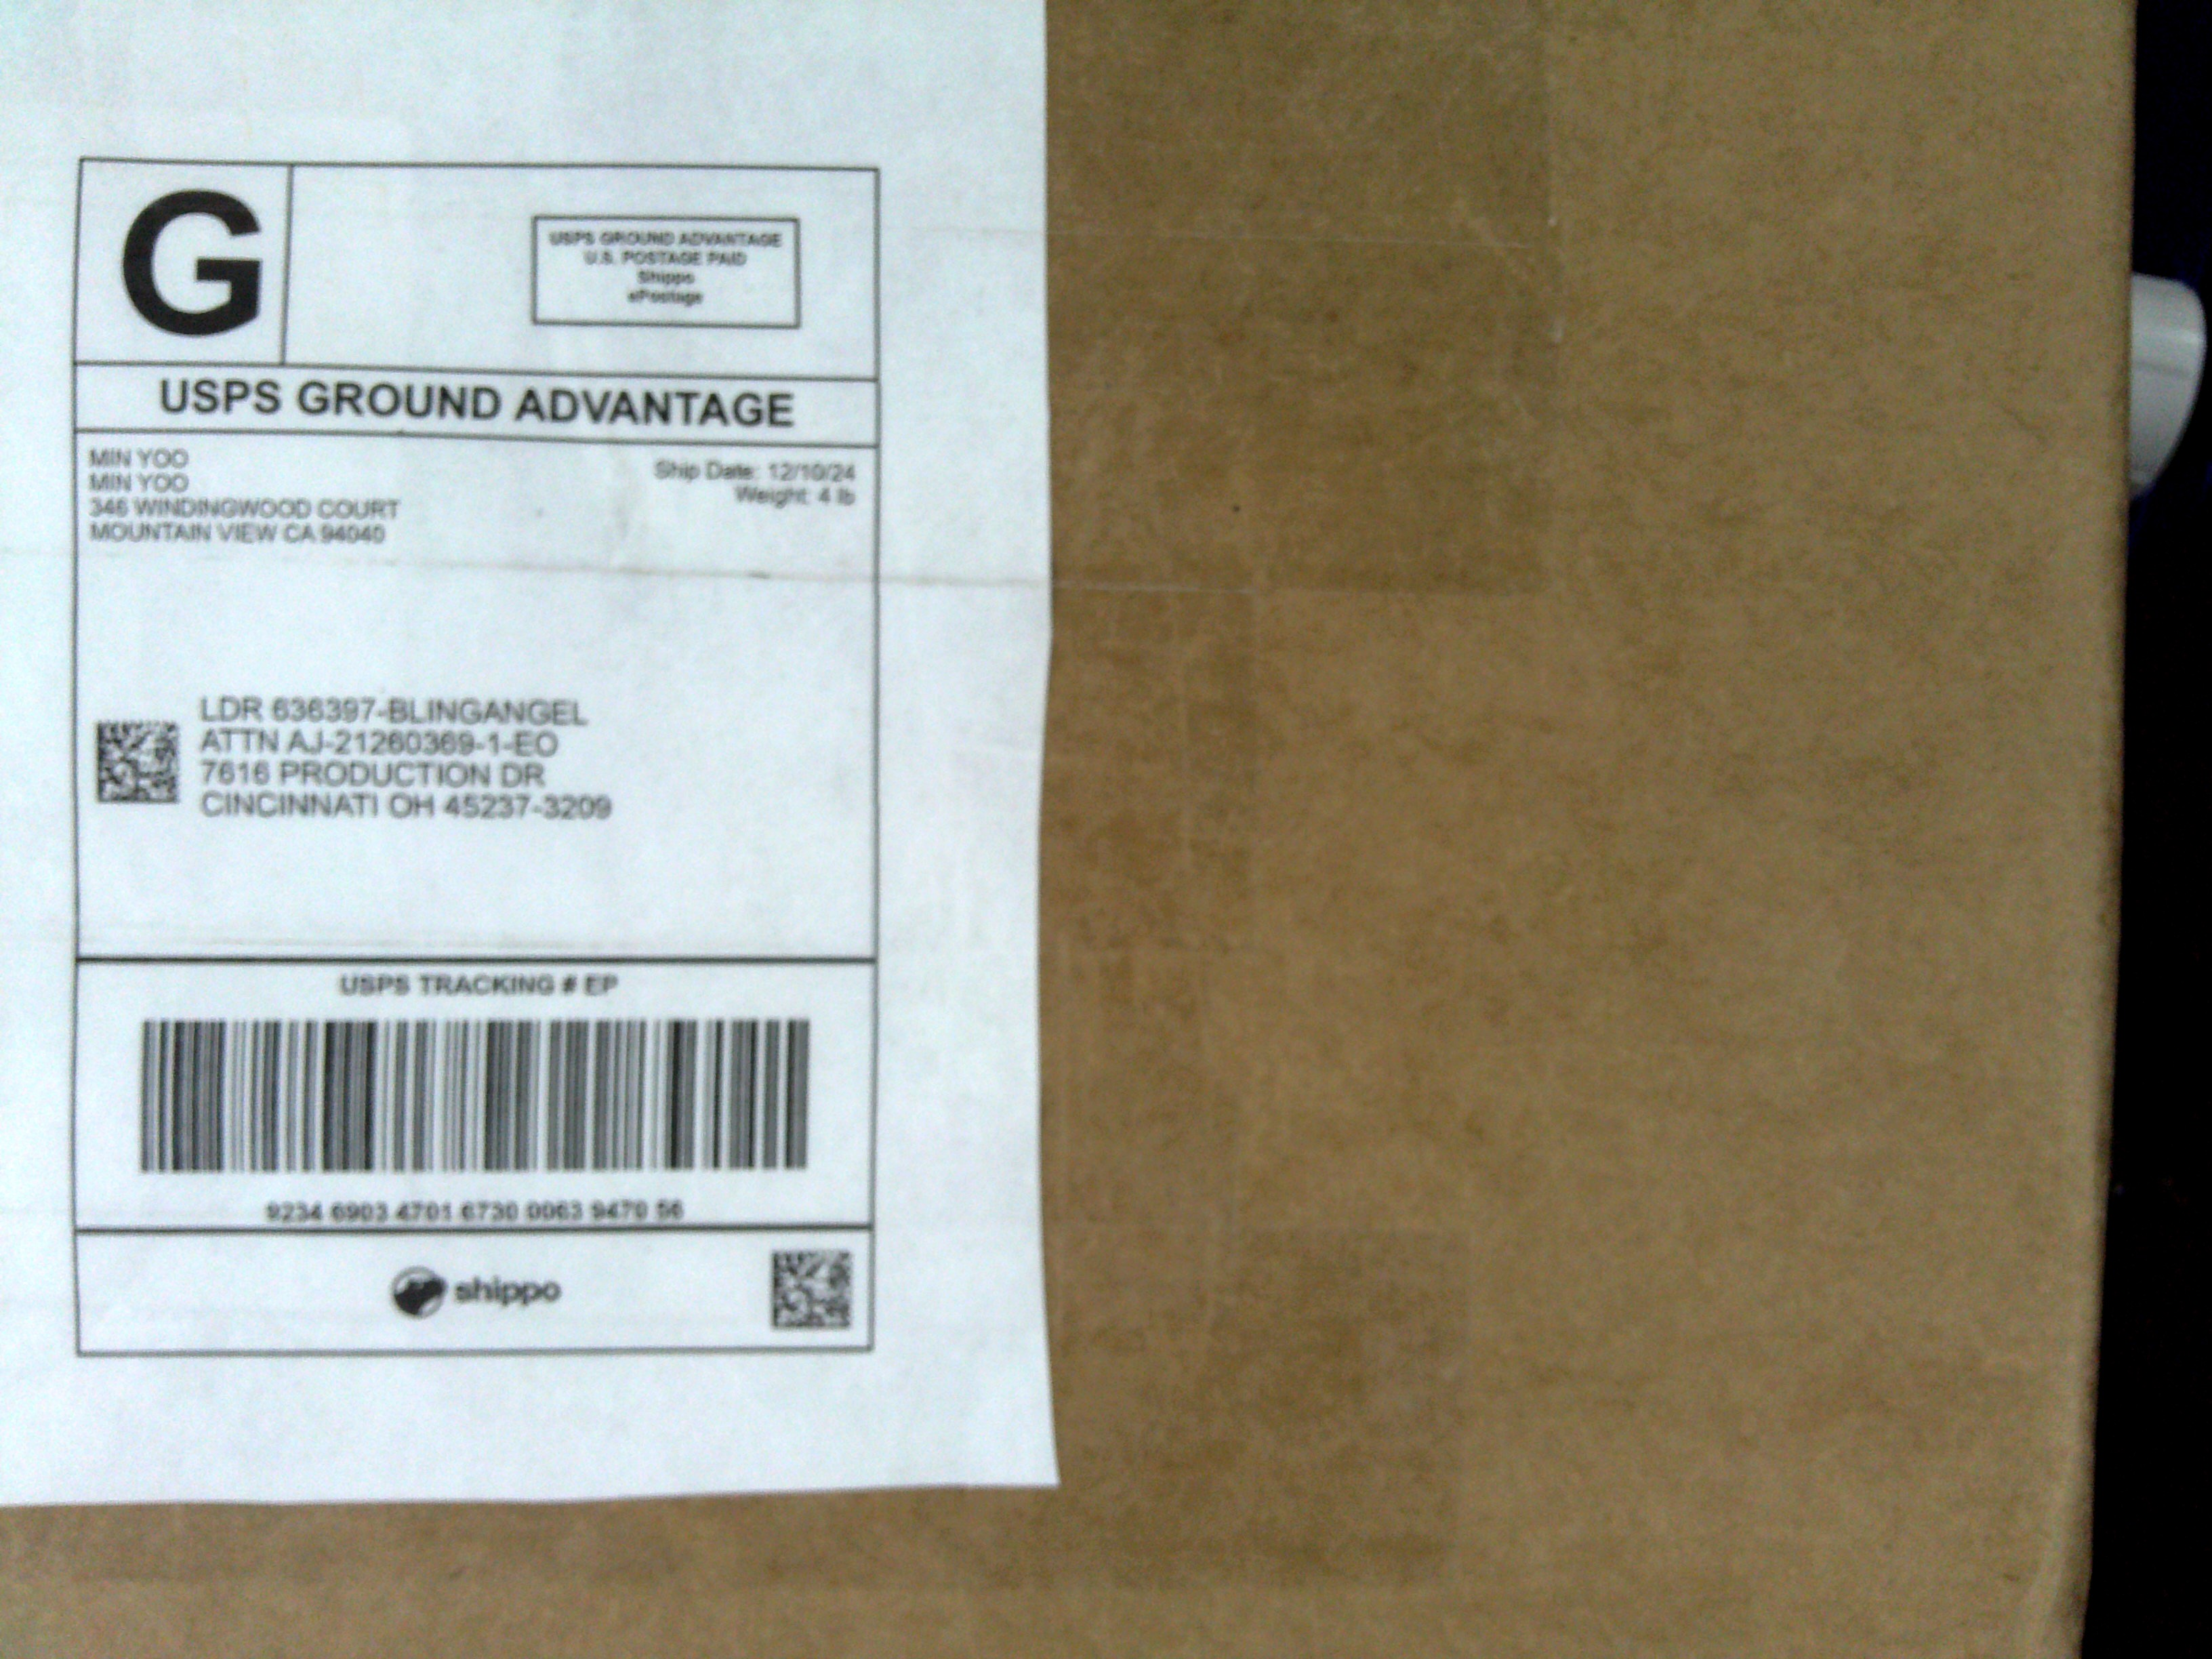 G
USPS GROUND ADVANTAGE
U.S. POSTAGE PAID
Shippo
ePostage
USPS GROUND ADVANTAGE
MIN YOO
MIN YOO
346 WINDINGWOOD COURT
MOUNTAIN VIEW CA 94040
Ship Date: 12/10/24
Weight: 4 lb
LDR 636397-BLINGANGEL
ATTN AJ-21260369-1-EO
7616 PRODUCTION DR
CINCINNATI OH 45237-3209
USPS TRACKING # EP
9234 6903 4701 6730 0063 9470 56
shippo